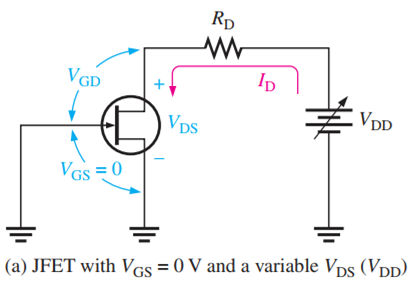 R_D
V_GD
+
I_D
V_DS
V_DD
V_GS = 0
–
(a) JFET with V_GS = 0 V and a variable V_DS (V_DD)